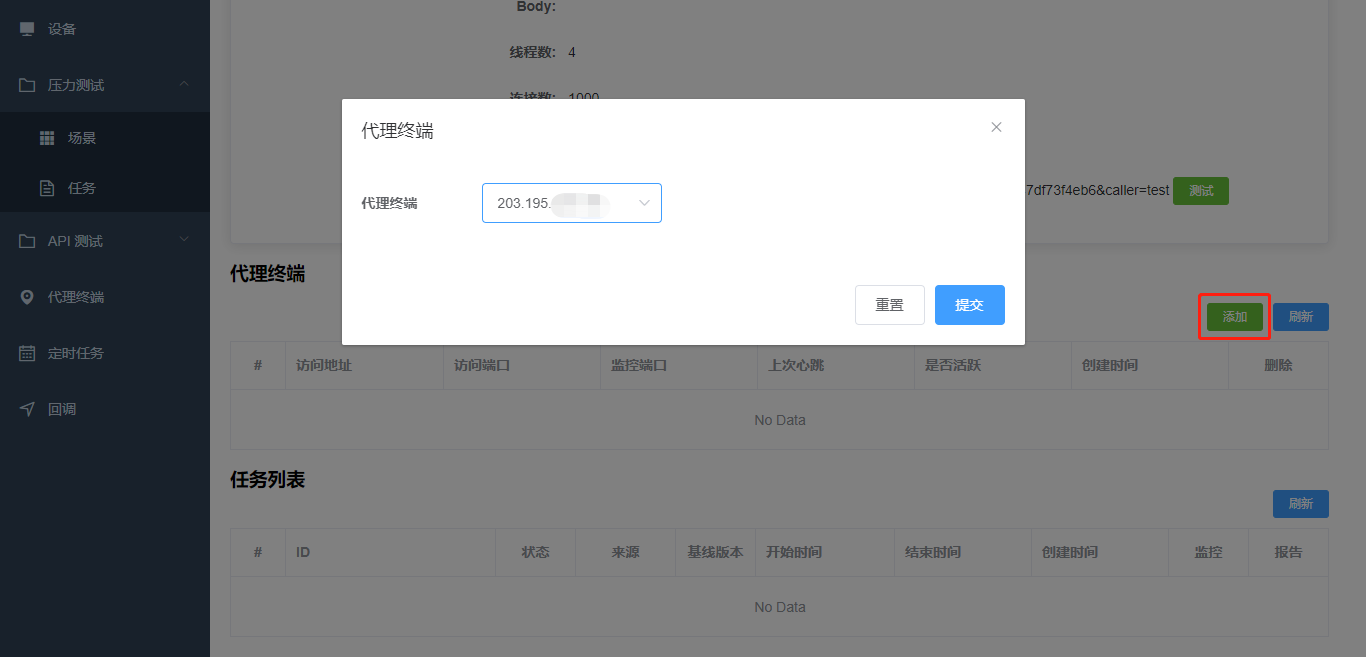 设备
压力测试
场景
任务
API 测试
代理终端
定时任务
回调
Body:
线程数: 4
连接数: 1000
代理终端
代理终端 203.195.
重置 提交
7df73f4eb6&caller=test 测试
代理终端
添加 刷新
# 访问地址 访问端口 监控端口 上次心跳 是否活跃 创建时间 删除
No Data
任务列表
刷新
# ID 状态 来源 基线版本 开始时间 结束时间 创建时间 监控 报告
No Data